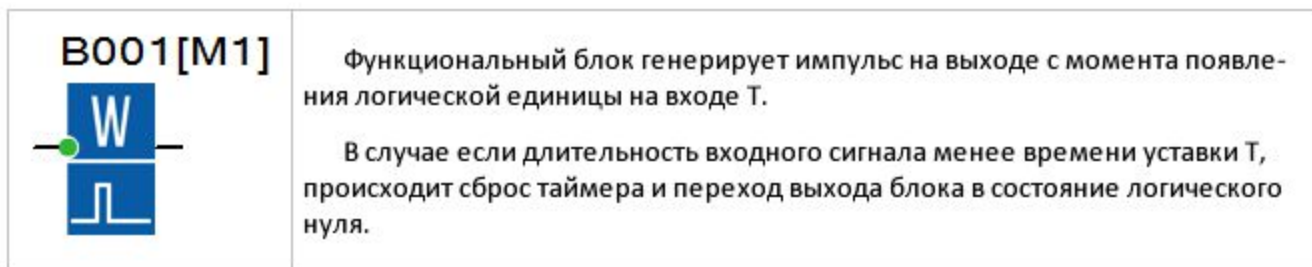 B001[M1]
W
Функциональный блок генерирует импульс на выходе с момента появле-
ния логической единицы на входе T.
В случае если длительность входного сигнала менее времени уставки T,
происходит сброс таймера и переход выхода блока в состояние логического
нуля.